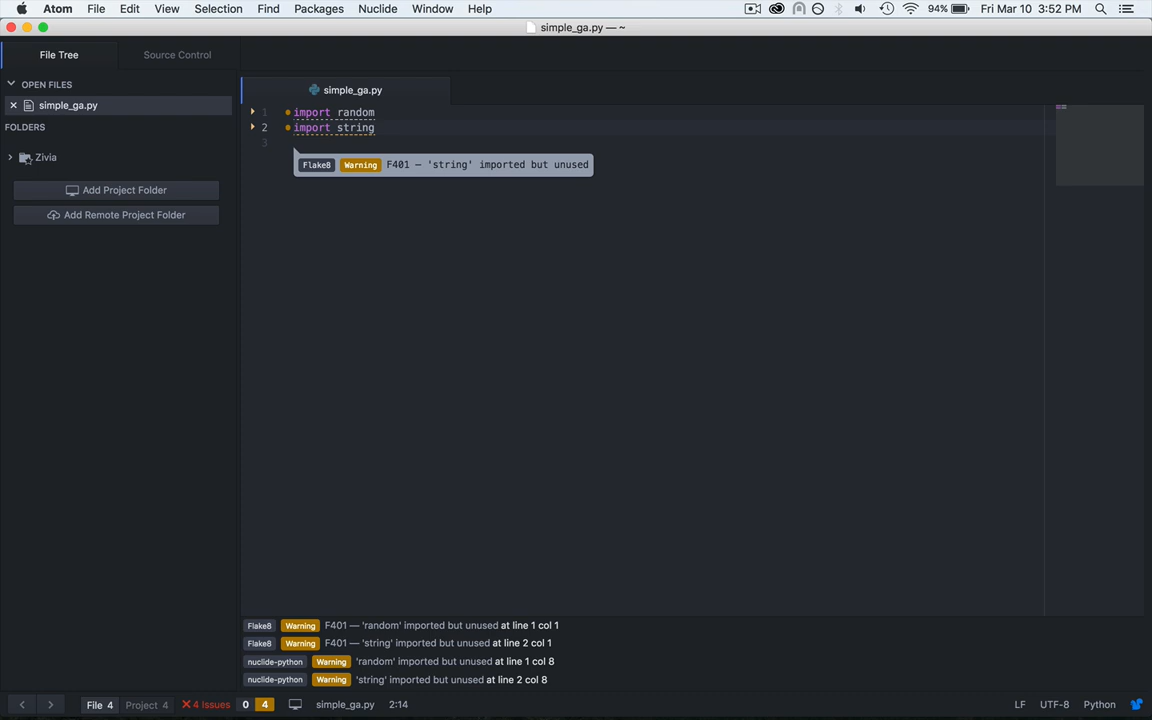 Atom File Edit View Selection Find Packages Nuclide Window Help 94% Fri Mar 10 3:52 PM
simple_ga.py — ~
File Tree Source Control
OPEN FILES
simple_ga.py
FOLDERS
Zivia
Add Project Folder
Add Remote Project Folder
simple_ga.py
1 import random
2 import string
3
Flake8 Warning F401 — 'string' imported but unused
Flake8 Warning F401 — 'random' imported but unused at line 1 col 1
Flake8 Warning F401 — 'string' imported but unused at line 2 col 1
nuclide-python Warning 'random' imported but unused at line 1 col 8
nuclide-python Warning 'string' imported but unused at line 2 col 8
File 4 Project 4 4 Issues 0 4 simple_ga.py 2:14 LF UTF-8 Python